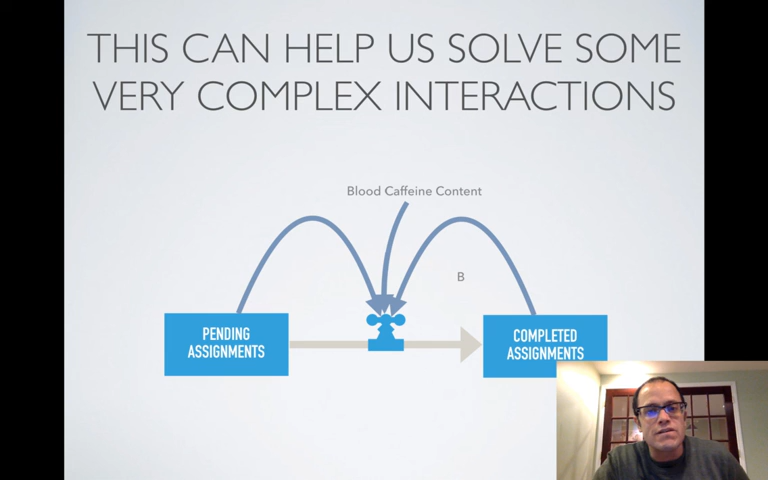 THIS CAN HELP US SOLVE SOME
VERY COMPLEX INTERACTIONS
Blood Caffeine Content
B
PENDING
ASSIGNMENTS
COMPLETED
ASSIGNMENTS